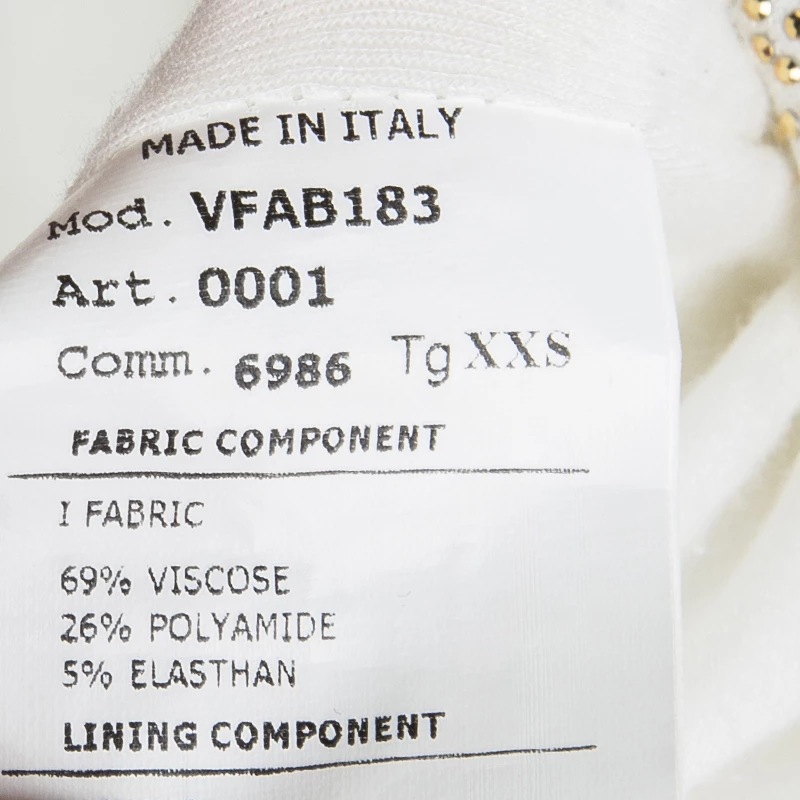 MADE IN ITALY
Mod. VFAB183
Art. 0001
Comm. 6986 Tg XXS
FABRIC COMPONENT
I FABRIC
69% VISCOSE
26% POLYAMIDE
5% ELASTHAN
LINING COMPONENT